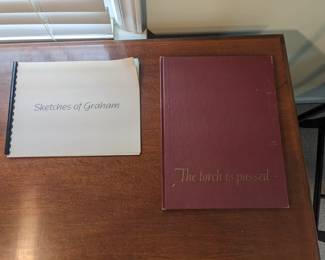 Sketches of Graham
The torch is passed